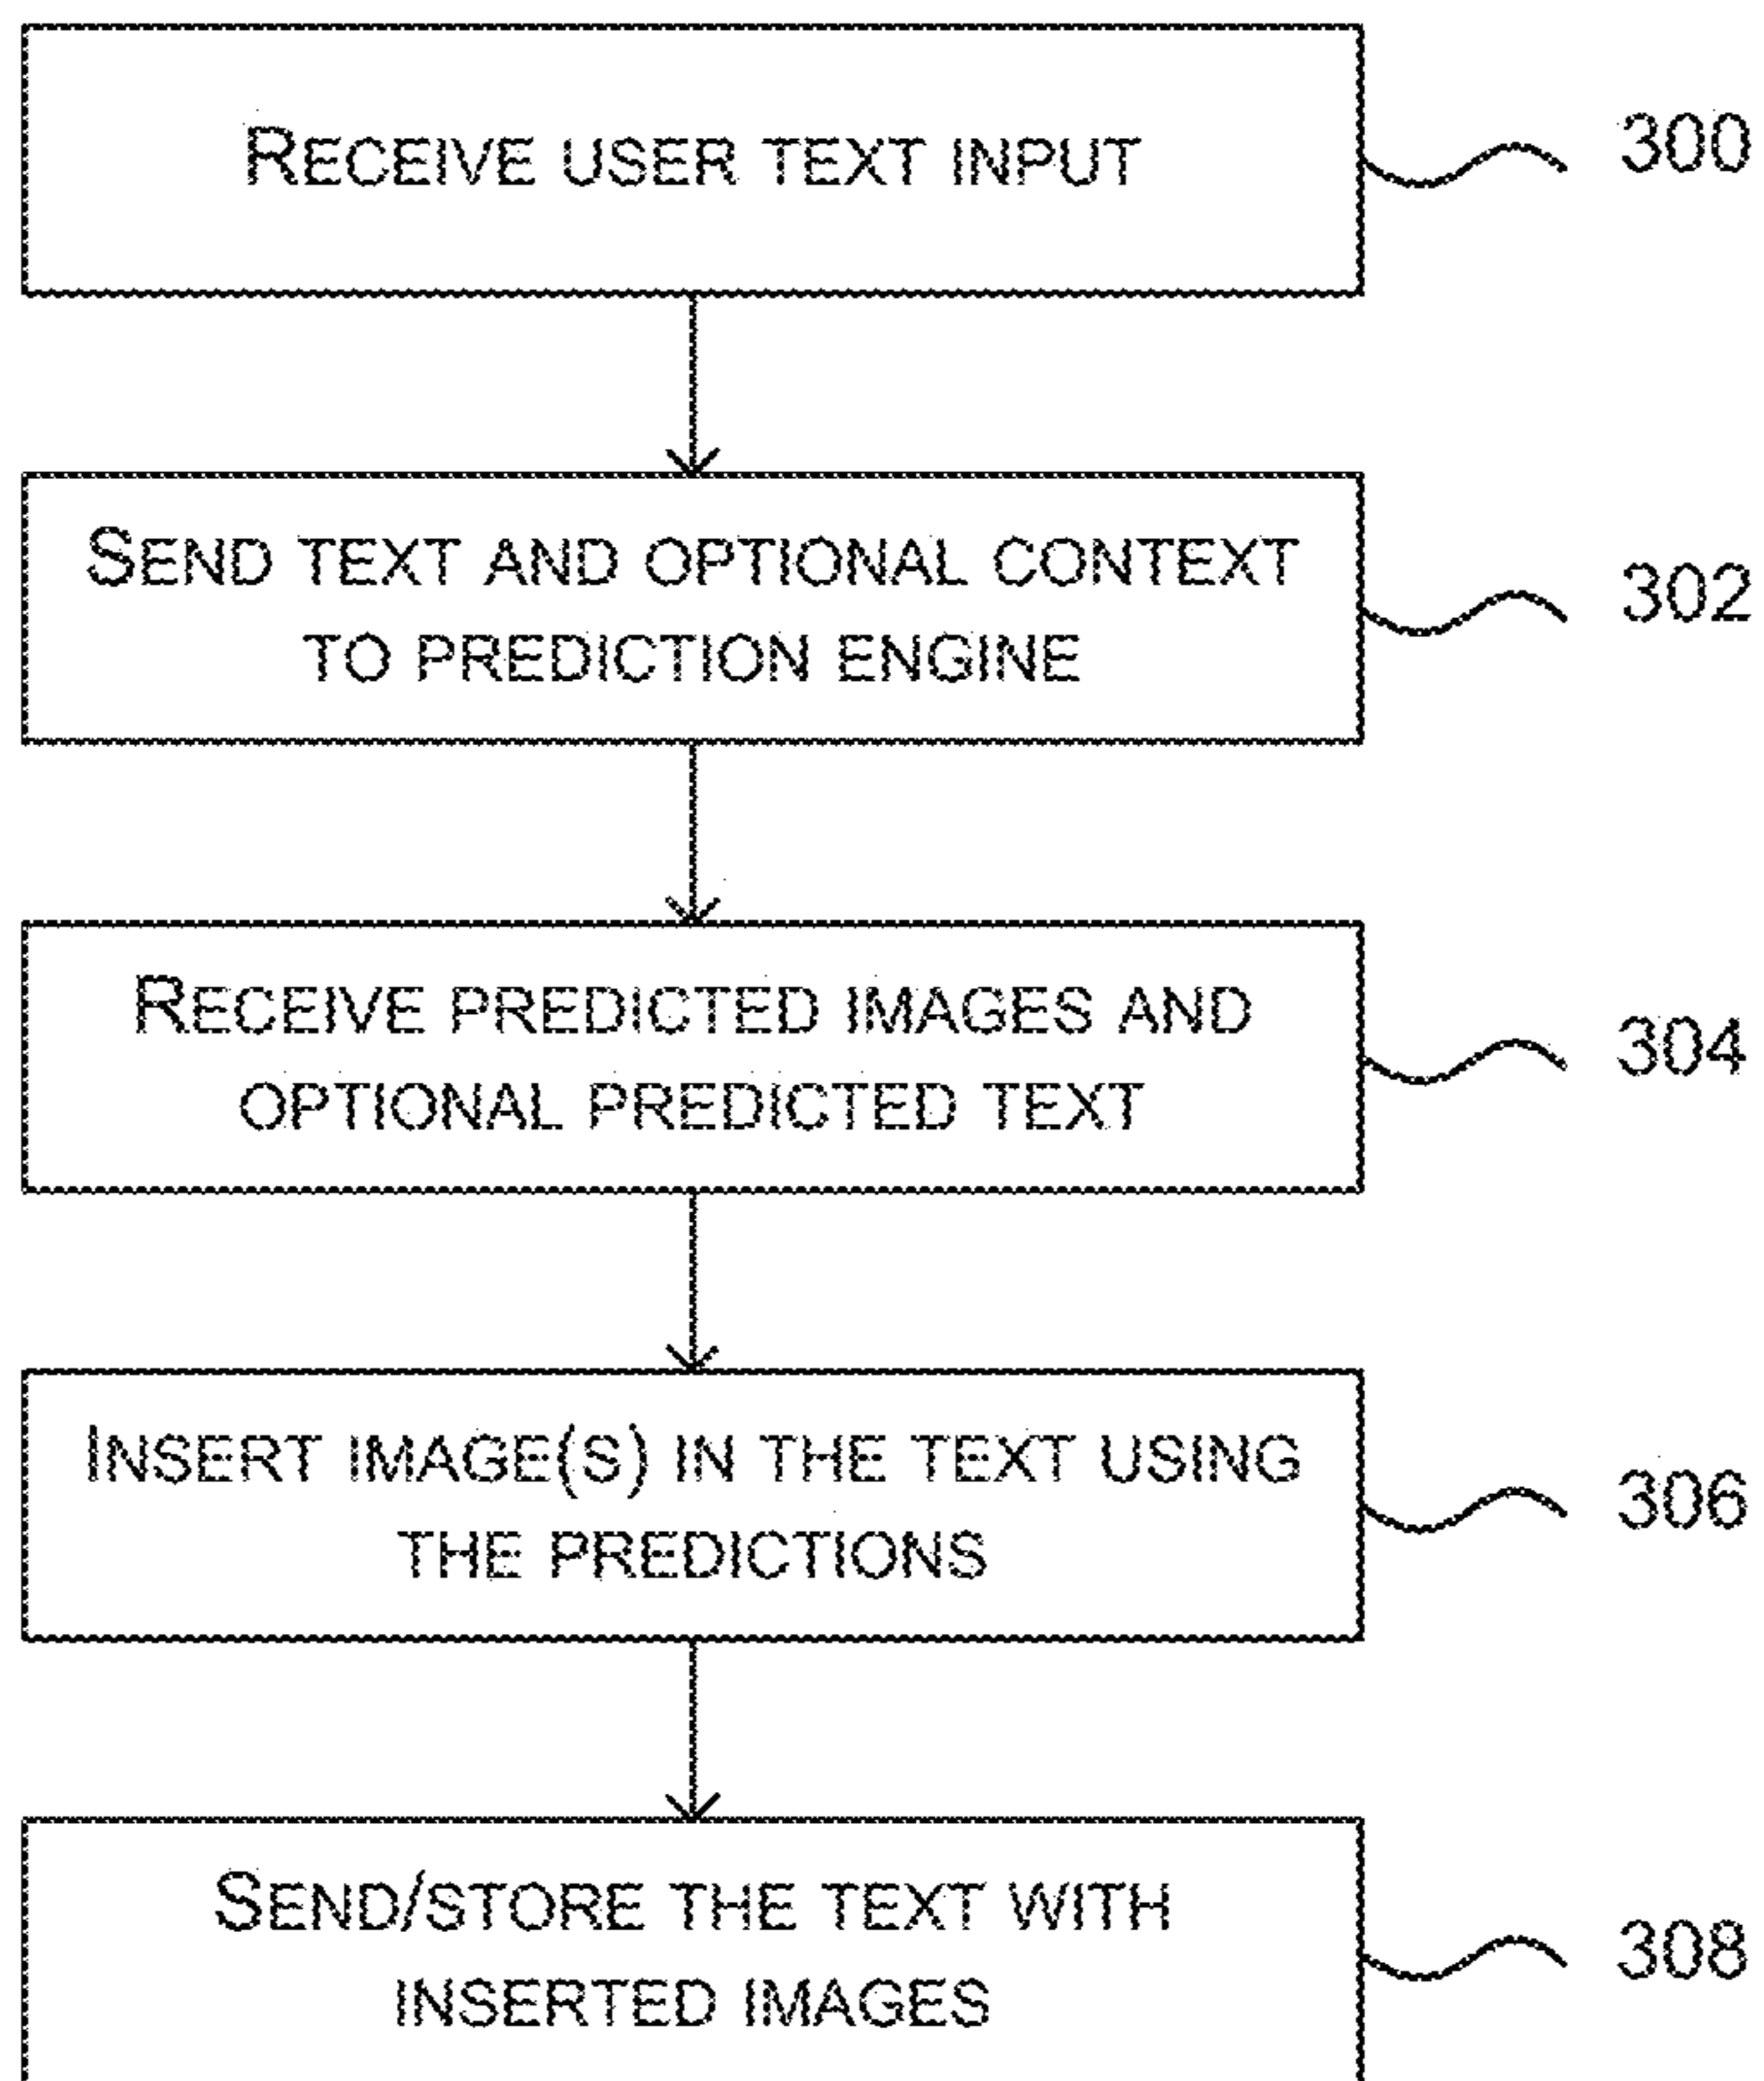 RECEIVE USER TEXT INPUT
300
SEND TEXT AND OPTIONAL CONTEXT
TO PREDICTION ENGINE
302
RECEIVE PREDICTED IMAGES AND
OPTIONAL PREDICTED TEXT
304
INSERT IMAGE(S) IN THE TEXT USING
THE PREDICTIONS
306
SEND/STORE THE TEXT WITH
INSERTED IMAGES
308